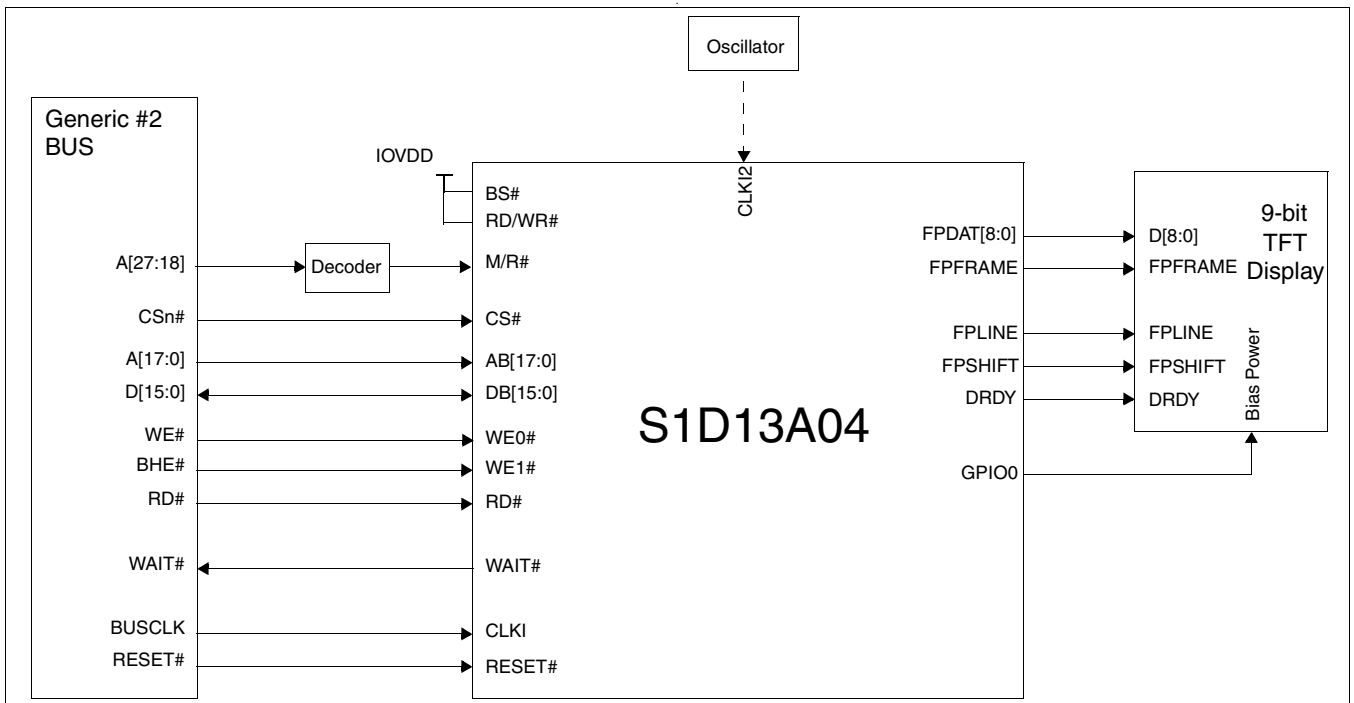 Oscillator
Generic #2
BUS
IOVDD
BS#
RD/WR#
CLKI2
A[27:18]
Decoder
M/R#
CSn#
CS#
A[17:0]
AB[17:0]
D[15:0]
DB[15:0]
WE#
WE0#
BHE#
WE1#
RD#
RD#
WAIT#
WAIT#
BUSCLK
CLKI
RESET#
RESET#
S1D13A04
FPDAT[8:0]
FPFRAME
FPLINE
FPSHIFT
DRDY
GPIO0
D[8:0]
FPFRAME
FPLINE
FPSHIFT
DRDY
9-bit
TFT
Display
Bias Power